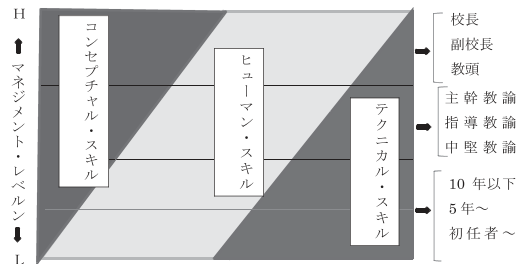 H
マネジメント・レベルン
L
コンセプチャル・スキル
ヒューマン・スキル
テクニカル・スキル
校長
副校長
教頭
主幹教諭
指導教諭
中堅教諭
10 年以下
5年～
初任者～